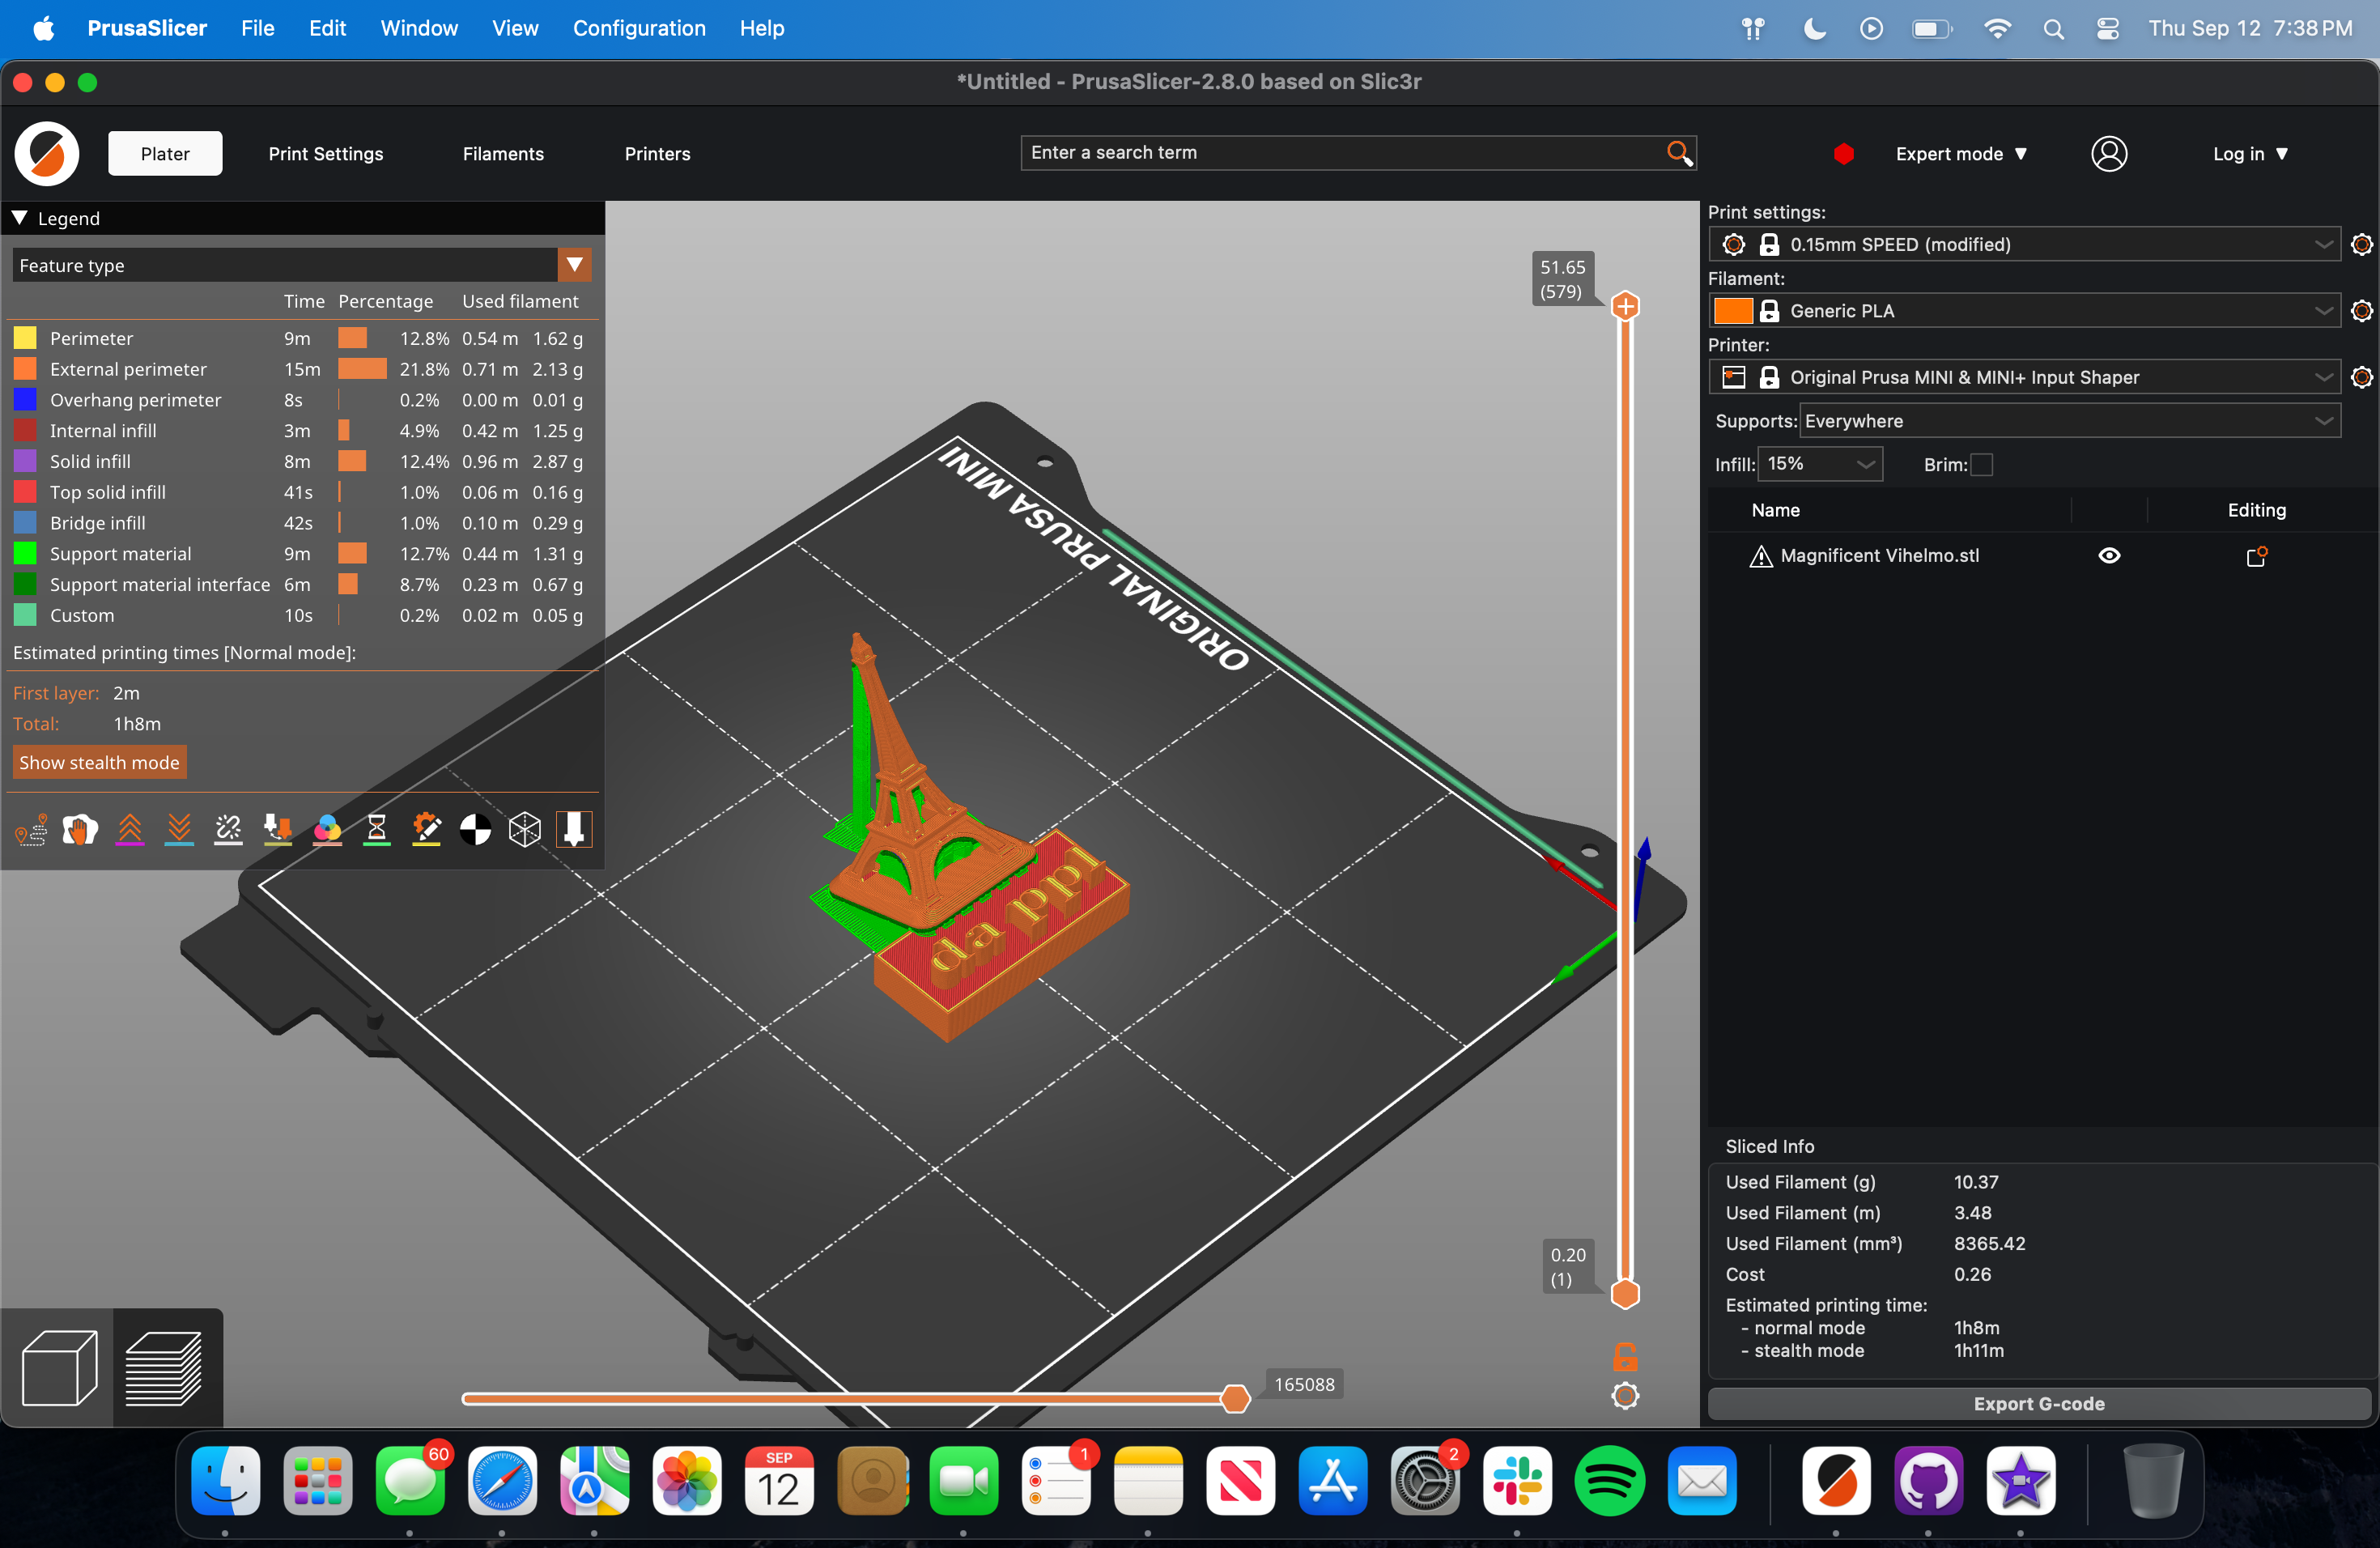 PrusaSlicer File Edit Window View Configuration Help Thu Sep 12 7:38 PM
*Untitled - PrusaSlicer-2.8.0 based on Slic3r
Plater Print Settings Filaments Printers Enter a search term Expert mode Log in
Legend
Feature type
Time Percentage Used filament
Perimeter 9m 12.8% 0.54 m 1.62 g
External perimeter 15m 21.8% 0.71 m 2.13 g
Overhang perimeter 8s 0.2% 0.00 m 0.01 g
Internal infill 3m 4.9% 0.42 m 1.25 g
Solid infill 8m 12.4% 0.96 m 2.87 g
Top solid infill 41s 1.0% 0.06 m 0.16 g
Bridge infill 42s 1.0% 0.10 m 0.29 g
Support material 9m 12.7% 0.44 m 1.31 g
Support material interface 6m 8.7% 0.23 m 0.67 g
Custom 10s 0.2% 0.02 m 0.05 g
Estimated printing times [Normal mode]:
First layer: 2m
Total: 1h8m
Show stealth mode
51.65
(579)
ORIGINAL PRUSA MINI
0.20
(1)
165088
Print settings:
0.15mm SPEED (modified)
Filament:
Generic PLA
Printer:
Original Prusa MINI & MINI+ Input Shaper
Supports: Everywhere
Infill: 15% Brim:
Name Editing
Magnificent Vihelmo.stl
Sliced Info
Used Filament (g) 10.37
Used Filament (m) 3.48
Used Filament (mm³) 8365.42
Cost 0.26
Estimated printing time:
- normal mode 1h8m
- stealth mode 1h11m
Export G-code
60
SEP
12
1
2